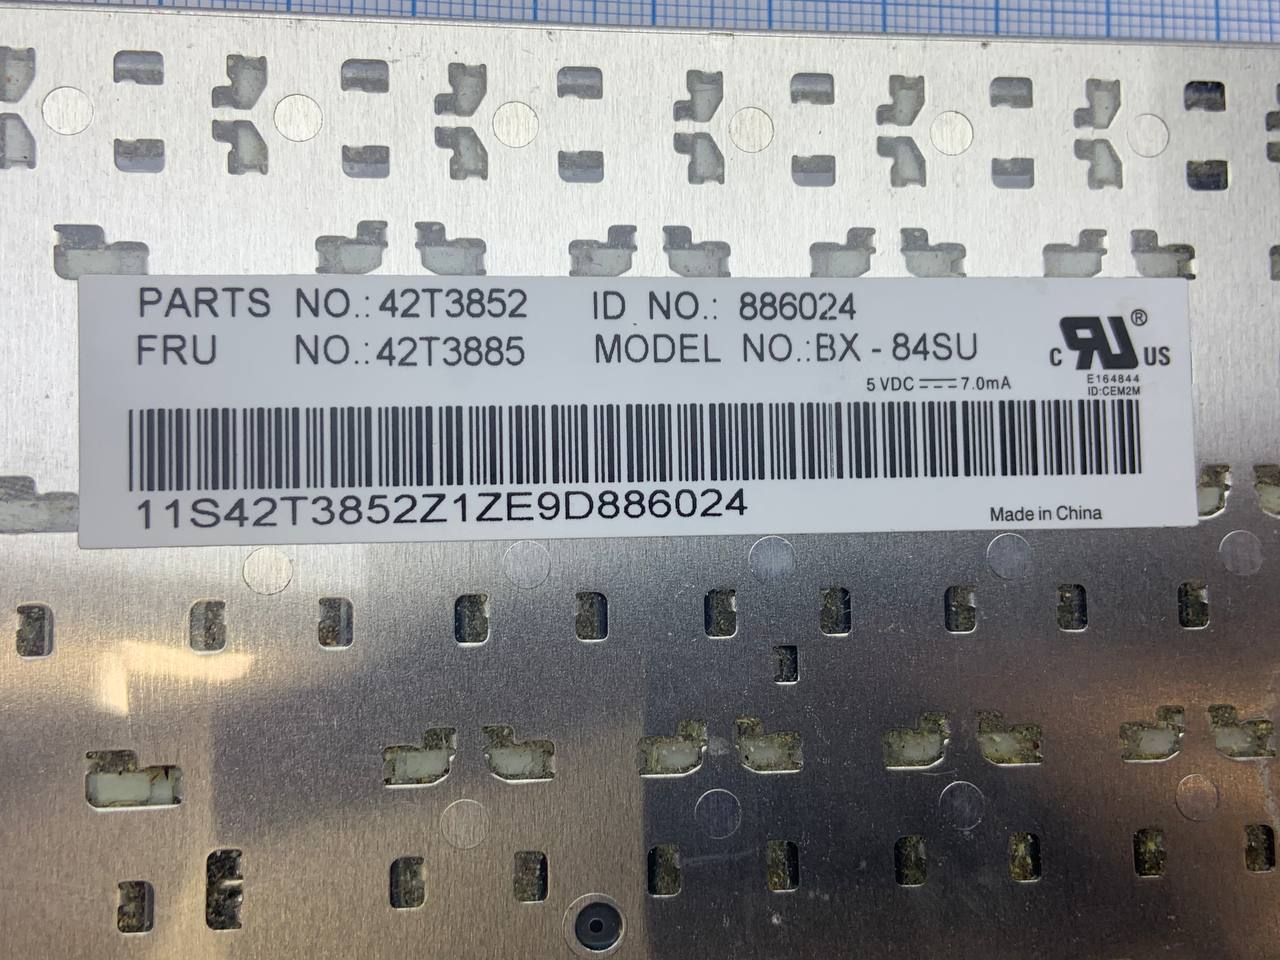 PARTS NO.: 42T3852 ID NO.: 886024
FRU NO.: 42T3885 MODEL NO.: BX - 84SU
C RU ® US
E164844
5 VDC ⎓ 7.0mA
ID:CEM2M
11S42T3852Z1ZE9D886024
Made in China